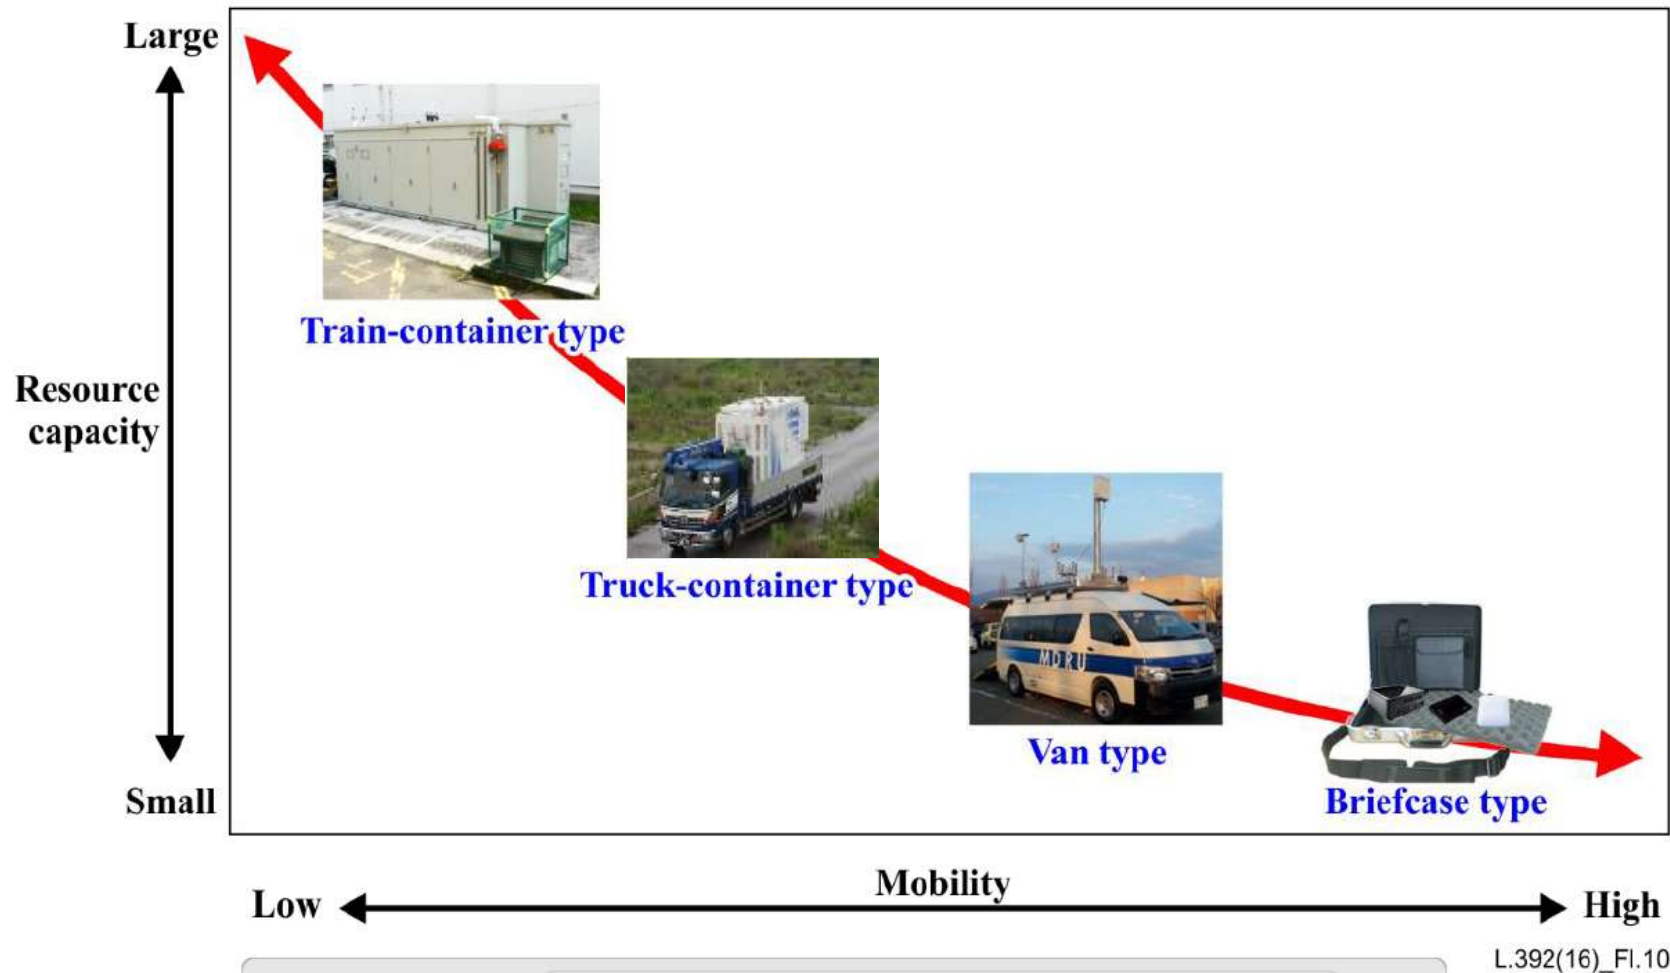 Large
Train-container type
Resource
capacity
Truck-container type
MDRU
Van type
Small
Briefcase type
Mobility
Low
High
L.392(16)_FI.10